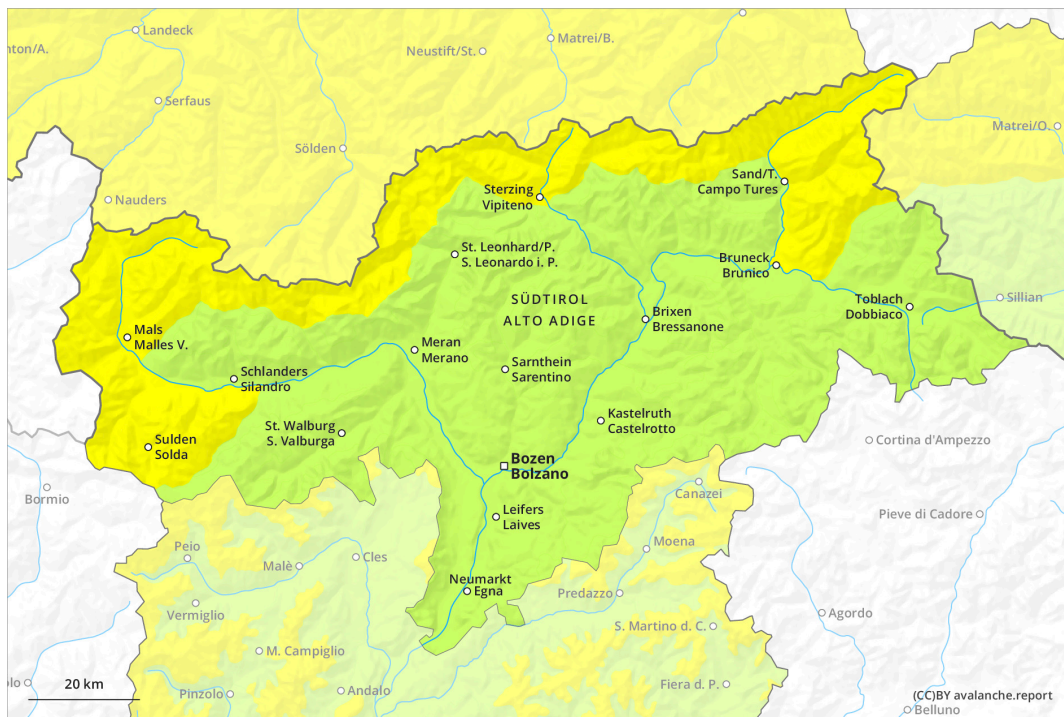 Landeck
Matrei/B.
nton/A.
Neustift/St.
Serfaus
Matrei/O.
Sölden
Sand/T.
Campo Tures
Sterzing
Vipiteno
Nauders
St. Leonhard/P.
S. Leonardo i. P.
Bruneck
Brunico
SÜDTIROL
ALTO ADIGE
Toblach
Dobbiaco
Sillian
Brixen
Bressanone
Mals
Malles V.
Meran
Merano
Sarnthein
Sarentino
Schlanders
Silandro
St. Walburg
S. Valburga
Kastelruth
Castelrotto
Sulden
Solda
Cortina d'Ampezzo
Bozen
Bolzano
Bormio
Canazei
Leifers
Laives
Pieve di Cadore
Moena
Peio
Cles
Malè
Neumarkt
Egna
Predazzo
Vermiglio
Agordo
S. Martino d. C.
M. Campiglio
20 km
olo
Pinzolo
Andalo
Fiera d. P.
(CC)BY avalanche.report
Belluno